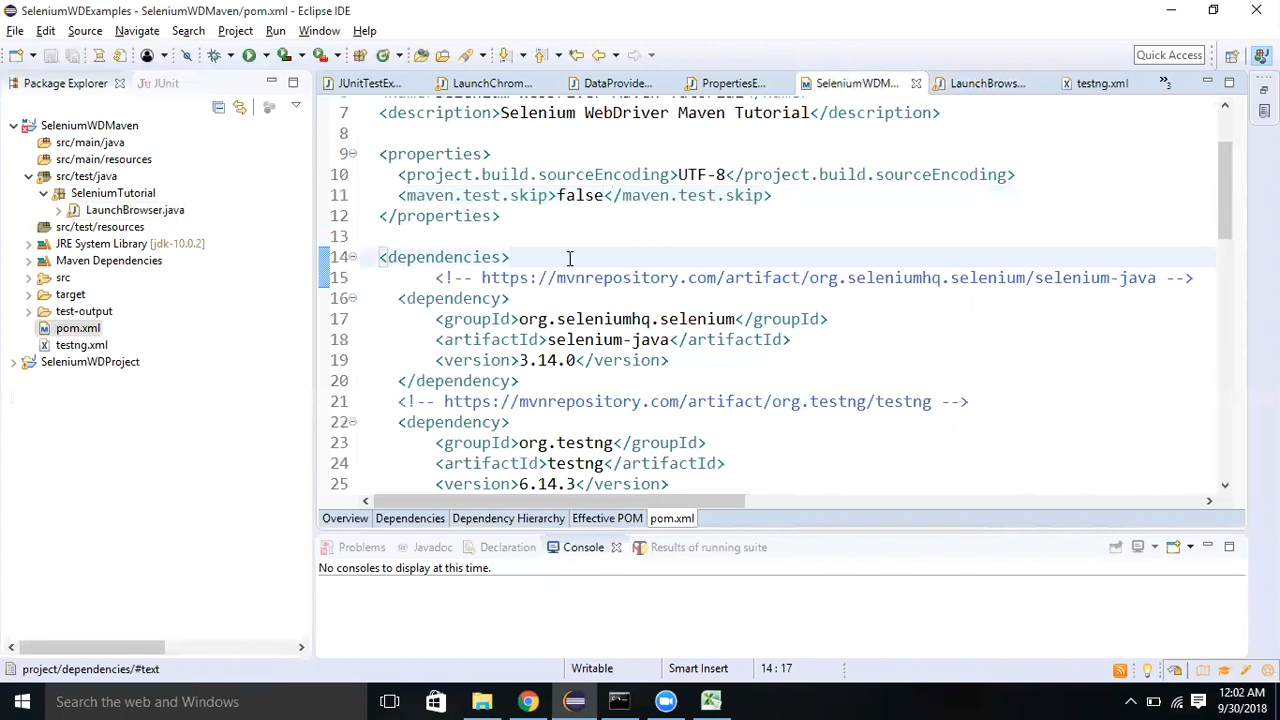 SeleniumWDExamples - SeleniumWDMaven/pom.xml - Eclipse IDE
File Edit Source Navigate Search Project Run Window Help
Quick Access
Package Explorer JUnit
JUnitTestEx... LaunchChrom... DataProvide... PropertiesE... SeleniumWDM... LaunchBrows... testng.xml
SeleniumWDMaven
src/main/java
src/main/resources
src/test/java
SeleniumTutorial
LaunchBrowser.java
src/test/resources
JRE System Library [jdk-10.0.2]
Maven Dependencies
src
target
test-output
pom.xml
testng.xml
SeleniumWDProject
7 <description>Selenium WebDriver Maven Tutorial</description>
8
9 <properties>
10 <project.build.sourceEncoding>UTF-8</project.build.sourceEncoding>
11 <maven.test.skip>false</maven.test.skip>
12 </properties>
13
14 <dependencies>
15 <!-- https://mvnrepository.com/artifact/org.seleniumhq.selenium/selenium-java -->
16 <dependency>
17 <groupId>org.seleniumhq.selenium</groupId>
18 <artifactId>selenium-java</artifactId>
19 <version>3.14.0</version>
20 </dependency>
21 <!-- https://mvnrepository.com/artifact/org.testng/testng -->
22 <dependency>
23 <groupId>org.testng</groupId>
24 <artifactId>testng</artifactId>
25 <version>6.14.3</version>
Overview Dependencies Dependency Hierarchy Effective POM pom.xml
Problems Javadoc Declaration Console Results of running suite
No consoles to display at this time.
project/dependencies/#text
Writable
Smart Insert
14 : 17
Search the web and Windows
12:02 AM
9/30/2018